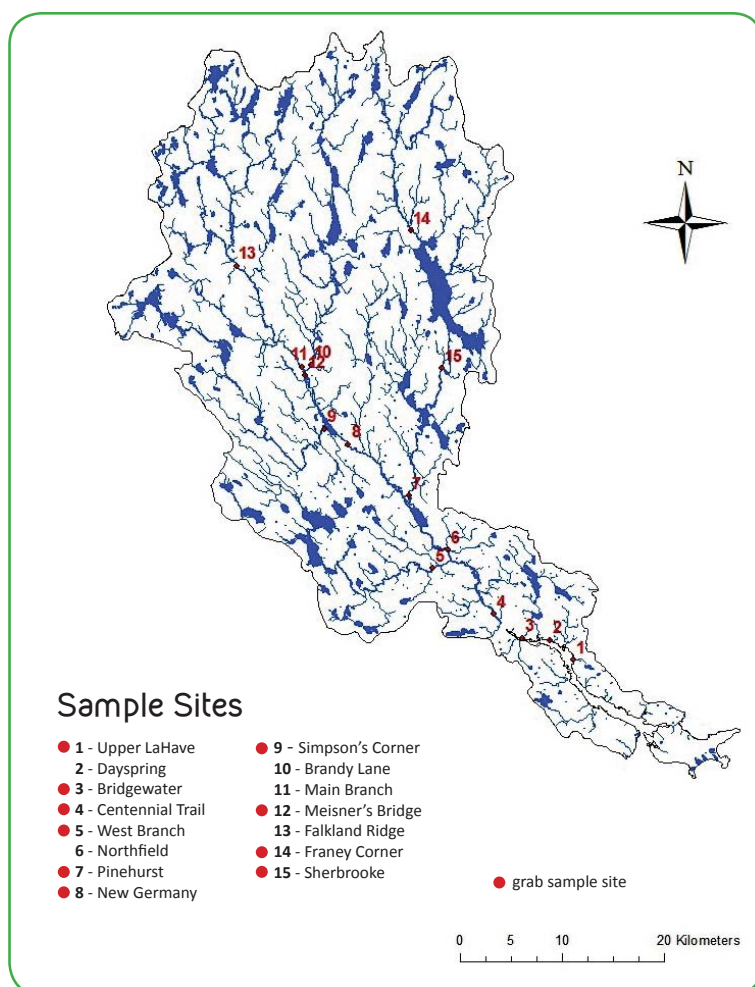 N
14
13
15
11 10
12
9
8
7
6
5
4
3
2
1
Sample Sites
1 - Upper LaHave
2 - Dayspring
3 - Bridgewater
4 - Centennial Trail
5 - West Branch
6 - Northfield
7 - Pinehurst
8 - New Germany
9 - Simpson's Corner
10 - Brandy Lane
11 - Main Branch
12 - Meisner's Bridge
13 - Falkland Ridge
14 - Franey Corner
15 - Sherbrooke
grab sample site
0 5 10 20 Kilometers